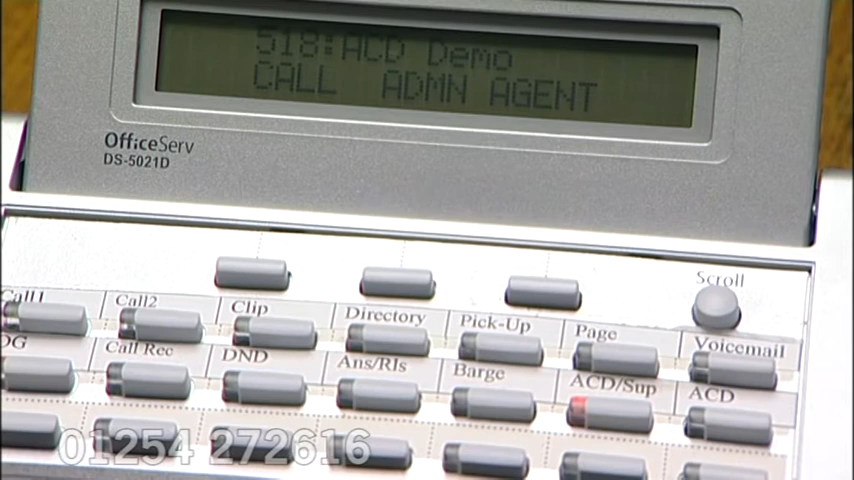 518:ACD Demo
CALL ADMN AGENT
OfficeServ
DS-5021D
Scroll
Call1 Call2 Clip Directory Pick-Up Page Voicemail
Call Rec DND Ans/Rls Barge ACD/Sup ACD
01254 272616